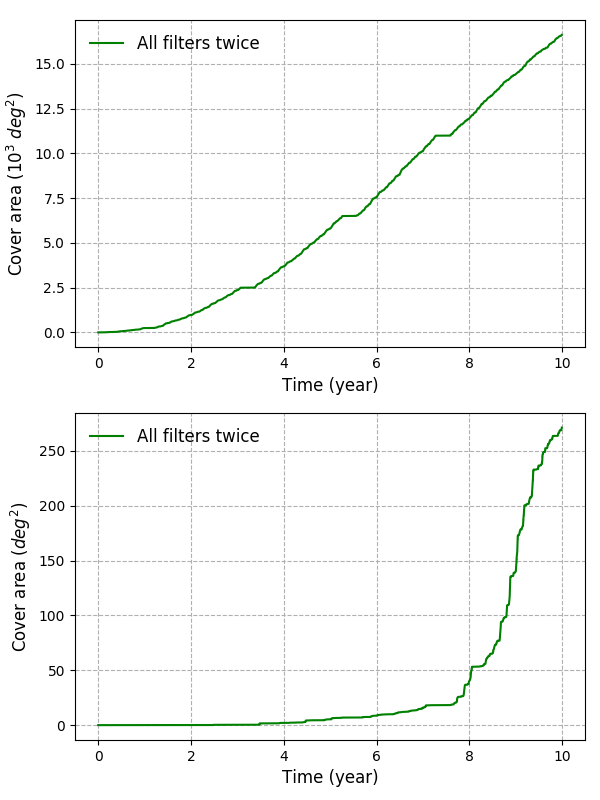 All filters twice
Cover area (10³ deg²)
15.0
12.5
10.0
7.5
5.0
2.5
0.0
0 2 4 6 8 10
Time (year)
All filters twice
Cover area (deg²)
250
200
150
100
50
0
0 2 4 6 8 10
Time (year)